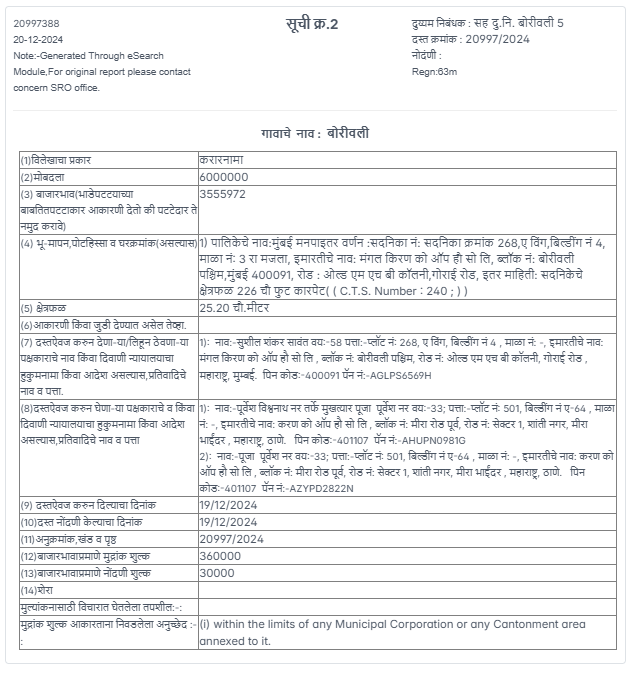 20997388
20-12-2024
Note:-Generated Through eSearch
Module,For original report please contact
concern SRO office.
सूची क्र.2
दुय्यम निबंधक : सह दु.नि. बोरीवली 5
दस्त क्रमांक : 20997/2024
नोदंणी :
Regn:63m
गावाचे नाव : बोरीवली
(1)विलेखाचा प्रकार करारनामा
(2)मोबदला 6000000
(3) बाजारभाव(भाडेपटटयाच्या 3555972
बाबतितपटटाकार आकारणी देतो की पटटेदार ते
नमुद करावे)
(4) भू-मापन,पोटहिस्सा व घरक्रमांक(असल्यास) 1) पालिकेचे नाव:मुंबई मनपाइतर वर्णन :सदनिका नं: सदनिका क्रमांक 268,ए विंग,बिल्डींग नं 4,
माळा नं: 3 रा मजला, इमारतीचे नाव: मंगल किरण को ऑप हौ सो लि, ब्लॉक नं: बोरीवली
पश्चिम,मुंबई 400091, रोड : ओल्ड एम एच बी कॉलनी,गोराई रोड, इतर माहिती: सदनिकेचे
क्षेत्रफळ 226 चौ फुट कारपेट( ( C.T.S. Number : 240 ; ) )
(5) क्षेत्रफळ 25.20 चौ.मीटर
(6)आकारणी किंवा जुडी देण्यात असेल तेव्हा.
(7) दस्तऐवज करुन देणा-या/लिहून ठेवणा-या 1): नाव:-सुशील शंकर सावंत वय:-58 पत्ता:-प्लॉट नं: 268, ए विंग, बिल्डींग नं 4 , माळा नं: -, इमारतीचे नाव:
पक्षकाराचे नाव किंवा दिवाणी न्यायालयाचा मंगल किरण को ऑप हौ सो लि , ब्लॉक नं: बोरीवली पश्चिम, रोड नं: ओल्ड एम एच बी कॉलनी, गोराई रोड ,
हुकुमनामा किंवा आदेश असल्यास,प्रतिवादिचे महाराष्ट्र, मुम्बई. पिन कोड:-400091 पॅन नं:-AGLPS6569H
नाव व पत्ता.
(8)दस्तऐवज करुन घेणा-या पक्षकाराचे व किंवा 1): नाव:-पूर्वेश विश्वनाथ नर तर्फे मुखत्यार पूजा पूर्वेश नर वय:-33; पत्ता:-प्लॉट नं: 501, बिल्डींग नं ए-64 , माळा
दिवाणी न्यायालयाचा हुकुमनामा किंवा आदेश नं: -, इमारतीचे नाव: करण को ऑप हौ सो लि , ब्लॉक नं: मीरा रोड पूर्व, रोड नं: सेक्टर 1, शांती नगर, मीरा
असल्यास,प्रतिवादिचे नाव व पत्ता भाईंदर , महाराष्ट्र, ठाणे. पिन कोड:-401107 पॅन नं:-AHUPN0981G
2): नाव:-पूजा पूर्वेश नर वय:-33; पत्ता:-प्लॉट नं: 501, बिल्डींग नं ए-64 , माळा नं: -, इमारतीचे नाव: करण को
ऑप हौ सो लि , ब्लॉक नं: मीरा रोड पूर्व, रोड नं: सेक्टर 1, शांती नगर, मीरा भाईंदर , महाराष्ट्र, ठाणे. पिन
कोड:-401107 पॅन नं:-AZYPD2822N
(9) दस्तऐवज करुन दिल्याचा दिनांक 19/12/2024
(10)दस्त नोंदणी केल्याचा दिनांक 19/12/2024
(11)अनुक्रमांक,खंड व पृष्ठ 20997/2024
(12)बाजारभावाप्रमाणे मुद्रांक शुल्क 360000
(13)बाजारभावाप्रमाणे नोंदणी शुल्क 30000
(14)शेरा
मुल्यांकनासाठी विचारात घेतलेला तपशील:-:
मुद्रांक शुल्क आकारताना निवडलेला अनुच्छेद :- (i) within the limits of any Municipal Corporation or any Cantonment area
: annexed to it.